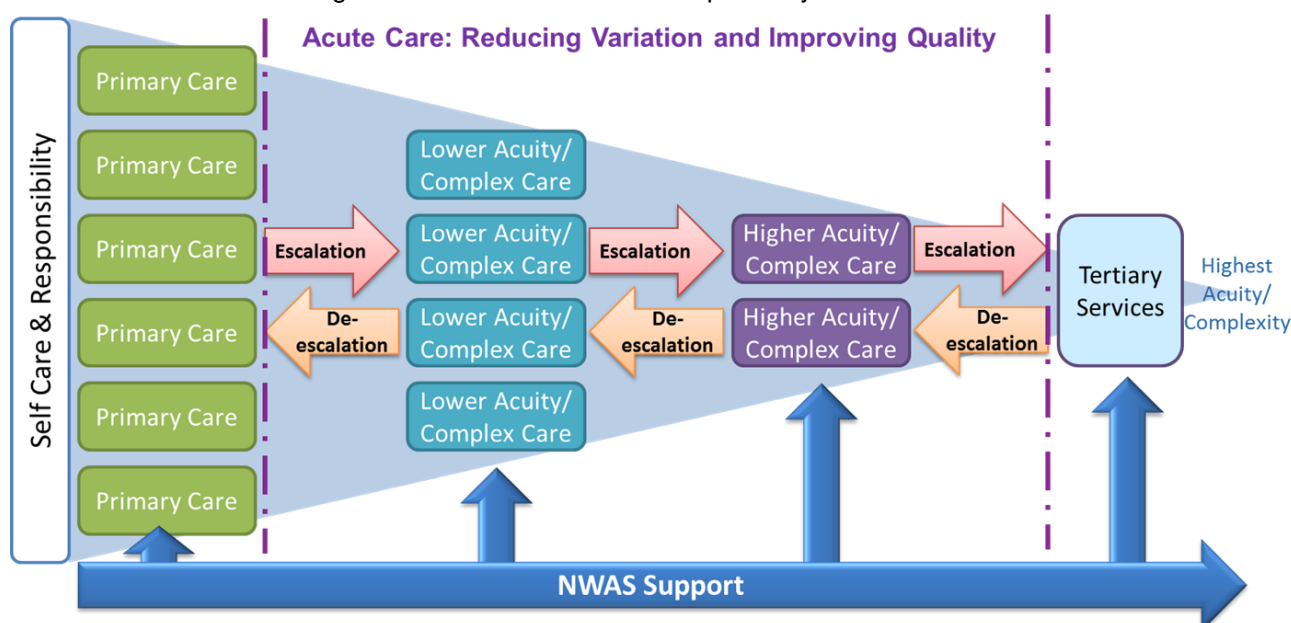 Acute Care: Reducing Variation and Improving Quality
Self Care & Responsibility
Primary Care
Primary Care
Primary Care
Primary Care
Primary Care
Primary Care
Escalation
De-
escalation
Lower Acuity/
Complex Care
Lower Acuity/
Complex Care
Lower Acuity/
Complex Care
Lower Acuity/
Complex Care
Escalation
De-
escalation
Higher Acuity/
Complex Care
Higher Acuity/
Complex Care
Escalation
De-
escalation
Tertiary
Services
Highest
Acuity/
Complexity
NWAS Support